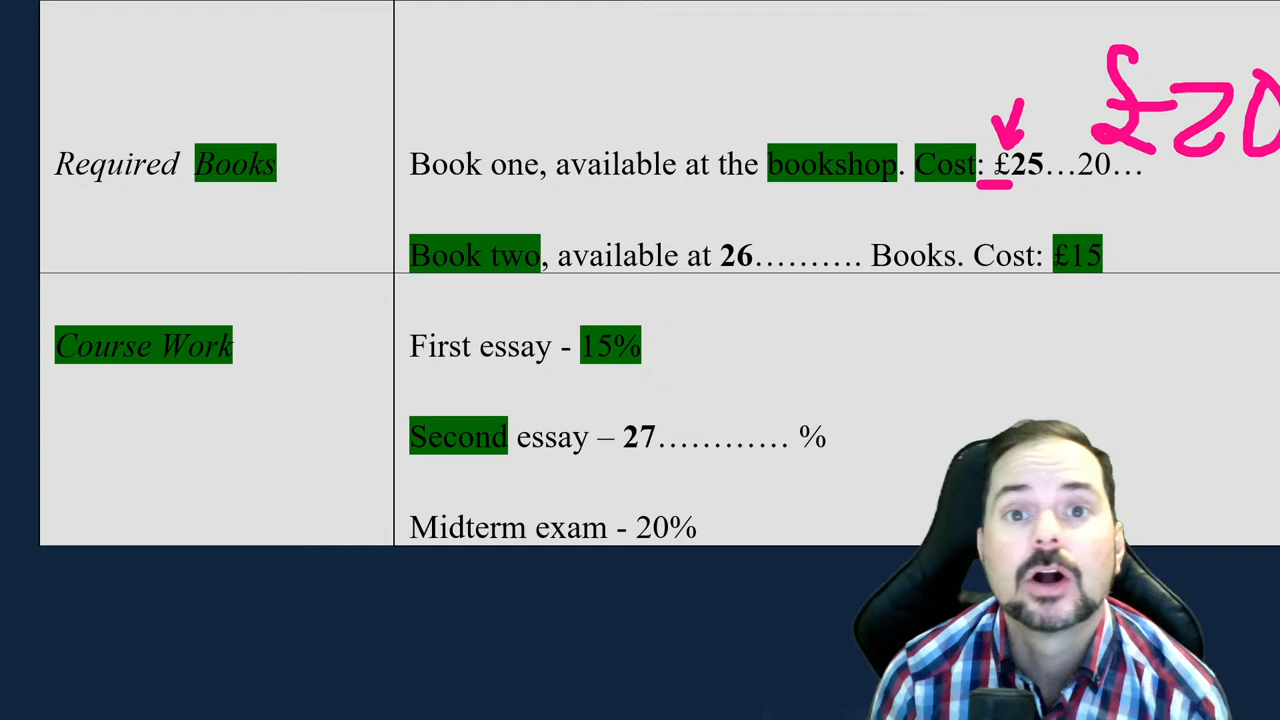 £20
Required Books
Book one, available at the bookshop. Cost: £25…20…
Book two, available at 26………. Books. Cost: £15
Course Work
First essay - 15%
Second essay – 27………… %
Midterm exam - 20%